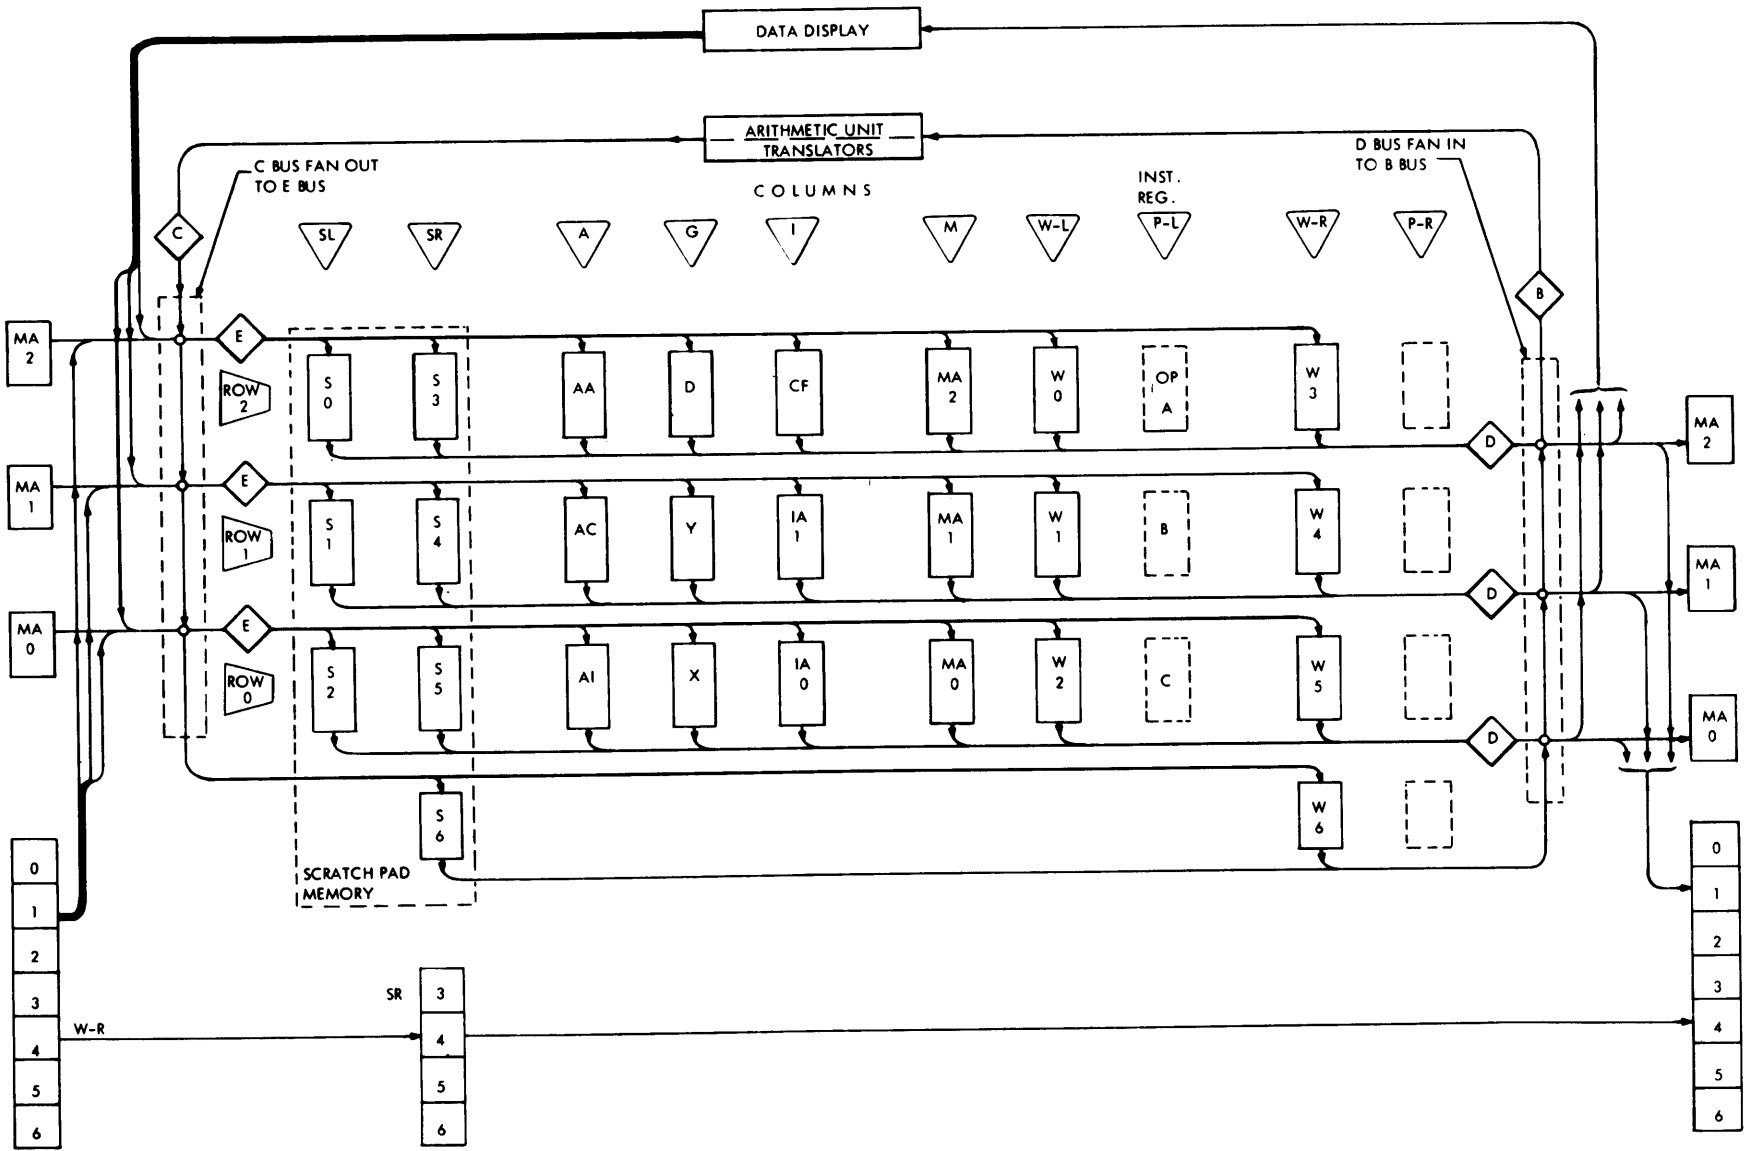 DATA DISPLAY
ARITHMETIC UNIT
TRANSLATORS
C BUS FAN OUT
TO E BUS
D BUS FAN IN
TO B BUS
COLUMNS
INST.
REG.
C
SL
SR
A
G
I
M
W-L
P-L
W-R
P-R
B
MA
2
E
ROW
2
S
0
S
3
AA
D
CF
MA
2
W
0
OP
A
W
3
D
MA
2
MA
1
E
ROW
1
S
1
S
4
AC
Y
IA
1
MA
1
W
1
B
W
4
D
MA
1
MA
0
E
ROW
0
S
2
S
5
AI
X
IA
0
MA
0
W
2
C
W
5
D
MA
0
S
6
W
6
SCRATCH PAD
MEMORY
0
1
2
3
4
5
6
W-R
SR
3
4
5
6
0
1
2
3
4
5
6